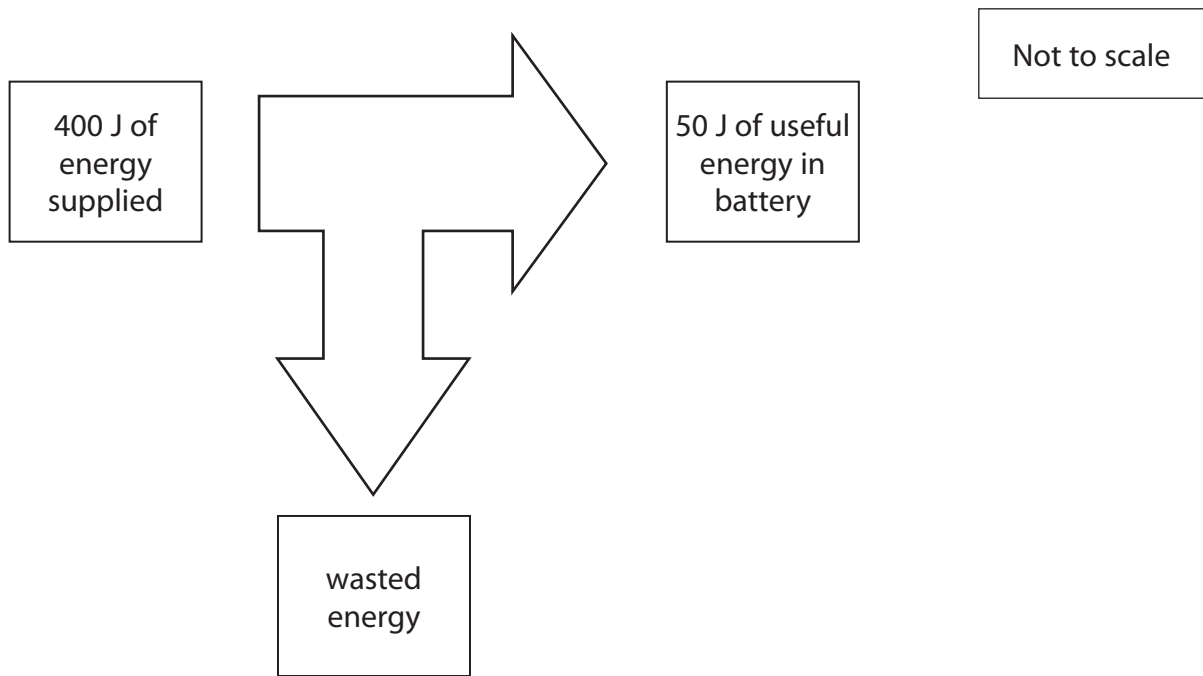 Not to scale
400 J of
energy
supplied
50 J of useful
energy in
battery
wasted
energy